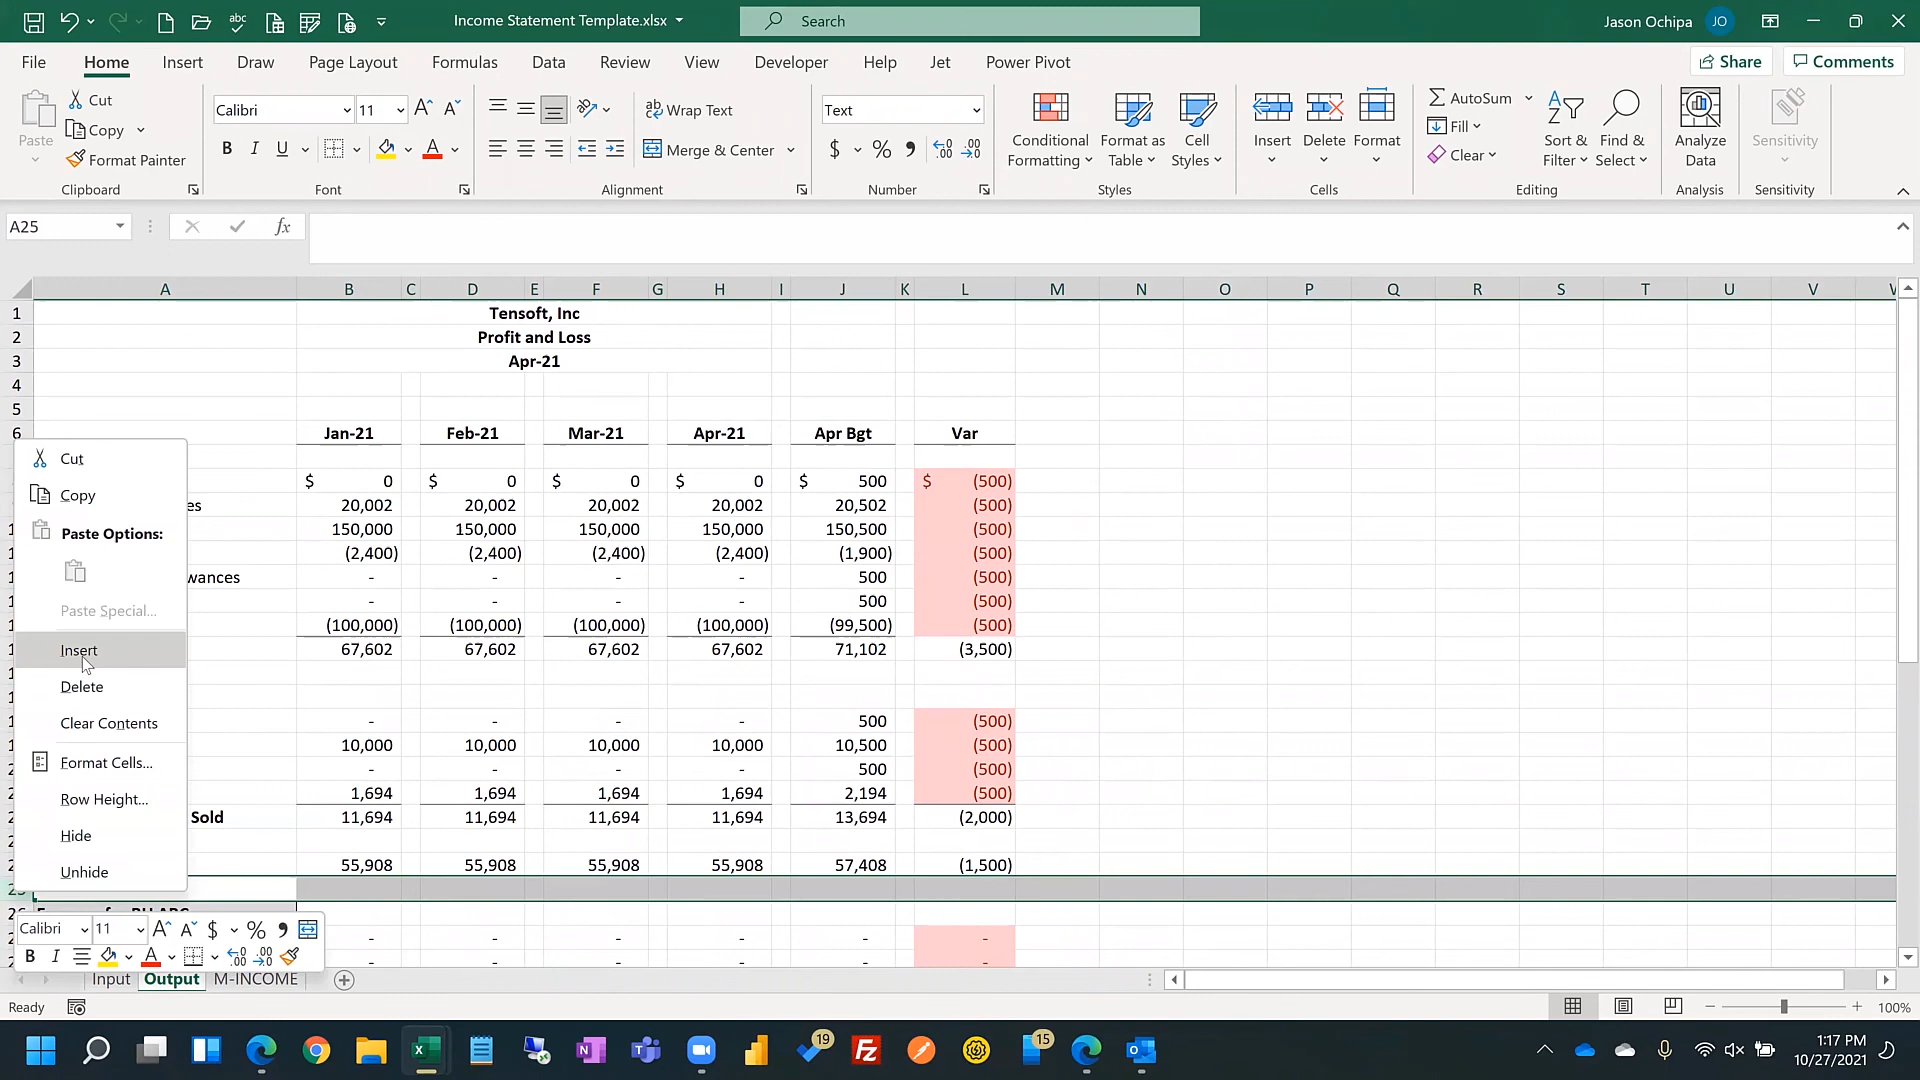 Income Statement Template.xlsx
Search
Jason Ochipa
JO
File Home Insert Draw Page Layout Formulas Data Review View Developer Help Jet Power Pivot
Share
Comments
Paste
Cut
Copy
Format Painter
Clipboard
Calibri 11
B I U
Font
Wrap Text
Merge & Center
Alignment
Text
$ % 9
Number
Conditional Formatting
Format as Table
Cell Styles
Styles
Insert Delete Format
Cells
AutoSum
Fill
Clear
Sort & Filter
Find & Select
Editing
Analyze Data
Analysis
Sensitivity
Sensitivity
A25
fx
A B C D E F G H I J K L M N O P Q R S T U V
1 Tensoft, Inc
2 Profit and Loss
3 Apr-21
4
5
6 Jan-21 Feb-21 Mar-21 Apr-21 Apr Bgt Var
$ 0 $ 0 $ 0 $ 0 $ 500 $ (500)
es 20,002 20,002 20,002 20,002 20,502 (500)
150,000 150,000 150,000 150,000 150,500 (500)
(2,400) (2,400) (2,400) (2,400) (1,900) (500)
wances - - - - 500 (500)
- - - - 500 (500)
(100,000) (100,000) (100,000) (100,000) (99,500) (500)
67,602 67,602 67,602 67,602 71,102 (3,500)
- - - - 500 (500)
10,000 10,000 10,000 10,000 10,500 (500)
- - - - 500 (500)
1,694 1,694 1,694 1,694 2,194 (500)
Sold 11,694 11,694 11,694 11,694 13,694 (2,000)
55,908 55,908 55,908 55,908 57,408 (1,500)
- - - - - -
- - - - - -
Cut
Copy
Paste Options:
Paste Special...
Insert
Delete
Clear Contents
Format Cells...
Row Height...
Hide
Unhide
Calibri 11 A A $ % 9
B I A
Input Output M-INCOME
Ready
100%
19
15
1:17 PM
10/27/2021